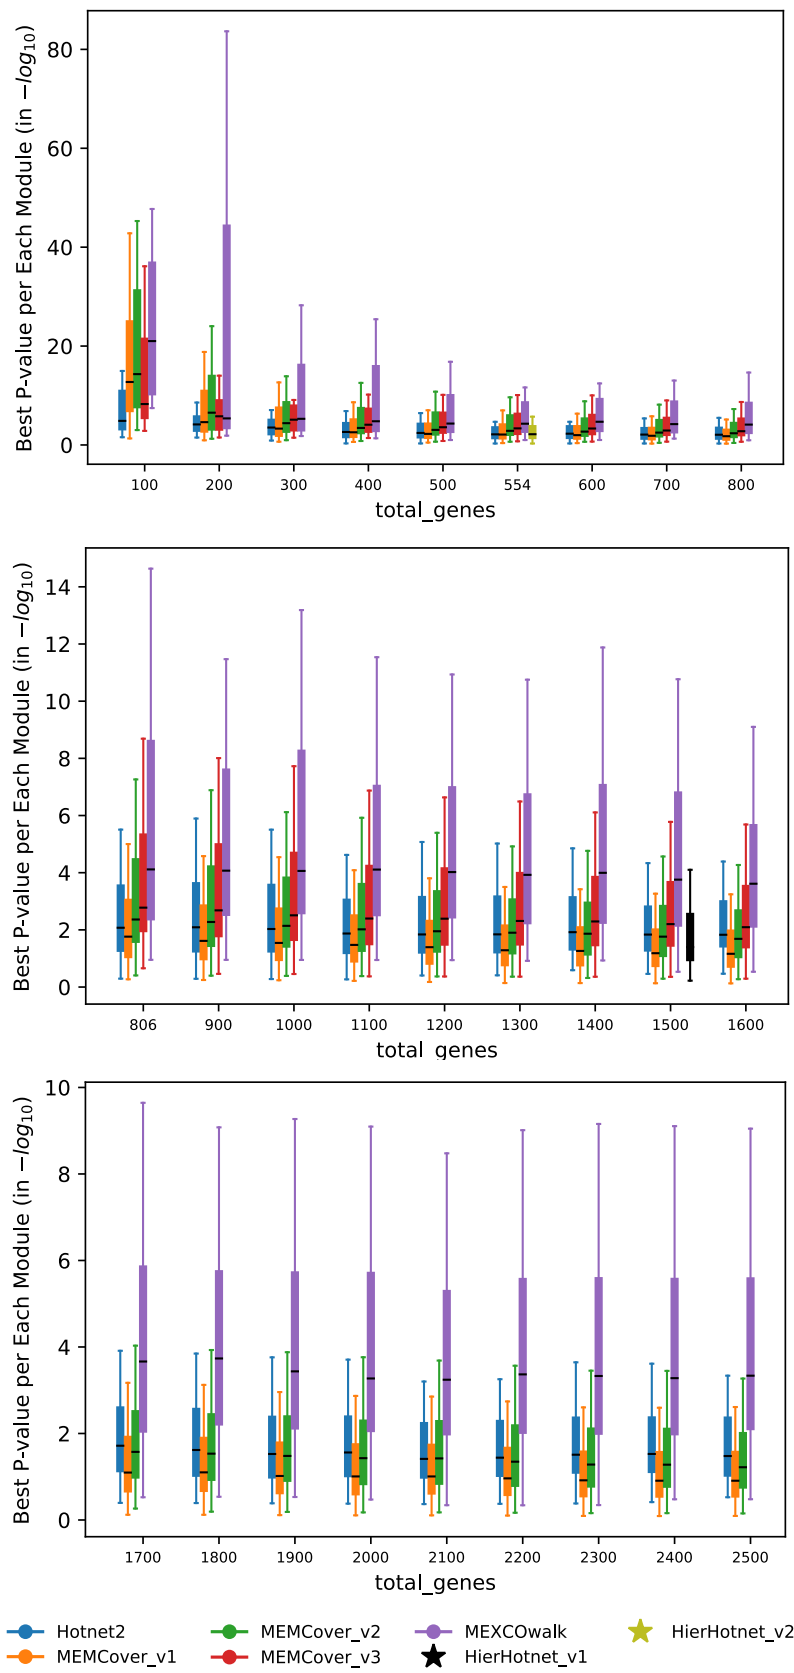 Best P-value per Each Module (in −log10)
80
60
40
20
0
100 200 300 400 500 554 600 700 800
total_genes
Best P-value per Each Module (in −log10)
14
12
10
8
6
4
2
0
806 900 1000 1100 1200 1300 1400 1500 1600
total_genes
Best P-value per Each Module (in −log10)
10
8
6
4
2
0
1700 1800 1900 2000 2100 2200 2300 2400 2500
total_genes
Hotnet2 MEMCover_v2 MEXCOwalk HierHotnet_v2
MEMCover_v1 MEMCover_v3 HierHotnet_v1